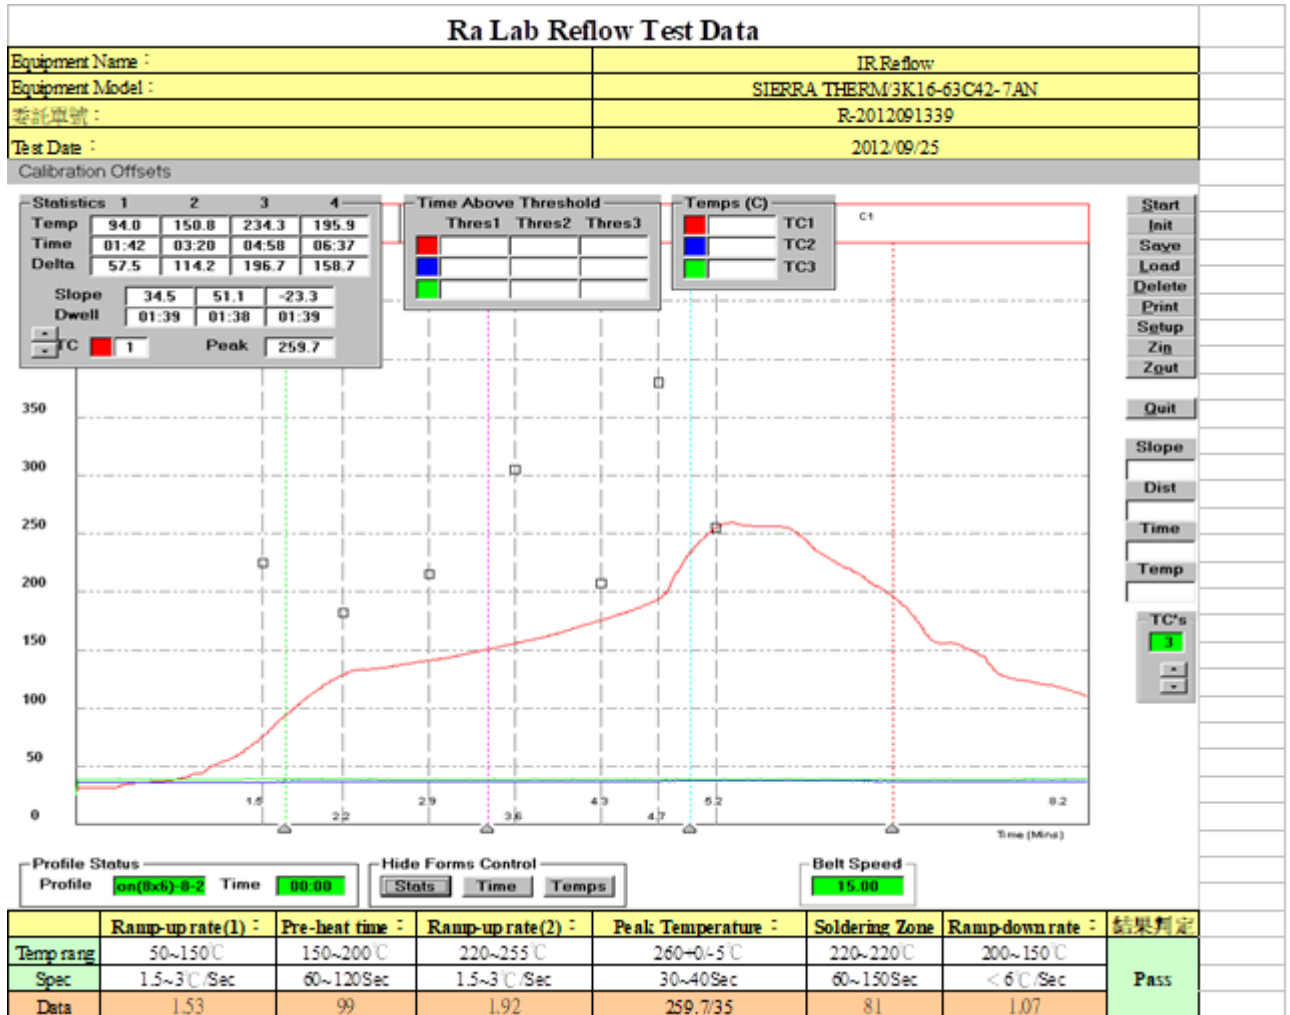 Ra Lab Reflow Test Data
Equipment Name： IR Reflow
Equipment Model： SIERRA THERM/3K16-63C42-7AN
委託單號： R-2012091339
Test Date： 2012/09/25
Calibration Offsets
Statistics 1 2 3 4
Temp 94.0 150.8 234.3 195.9
Time 01:42 03:20 04:58 06:37
Delta 57.5 114.2 196.7 158.7
Slope 34.5 51.1 -23.3
Dwell 01:39 01:38 01:39
TC 1 Peak 259.7
Time Above Threshold
Thres1 Thres2 Thres3
Temps (C)
TC1
TC2
TC3
C1
Start
Init
Save
Load
Delete
Print
Setup
Zin
Zout
Quit
Slope
Dist
Time
Temp
TC's
3
350
300
250
200
150
100
50
0
1.5 2.2 2.9 3.6 4.3 4.7 5.2 8.2
Time (Mins)
Profile Status
Profile on(8x6)-8-2 Time 00:00
Hide Forms Control
Stats Time Temps
Belt Speed
15.00
Ramp-up rate(1)： Pre-heat time： Ramp-up rate(2)： Peak Temperature： Soldering Zone Ramp-down rate： 結果判定
Temp rang 50~150℃ 150~200℃ 220~255℃ 260+0/-5℃ 220~220℃ 200~150℃
Spec 1.5~3℃/Sec 60~120Sec 1.5~3℃/Sec 30~40Sec 60~150Sec ＜6℃/Sec Pass
Data 1.53 99 1.92 259.7/35 81 1.07